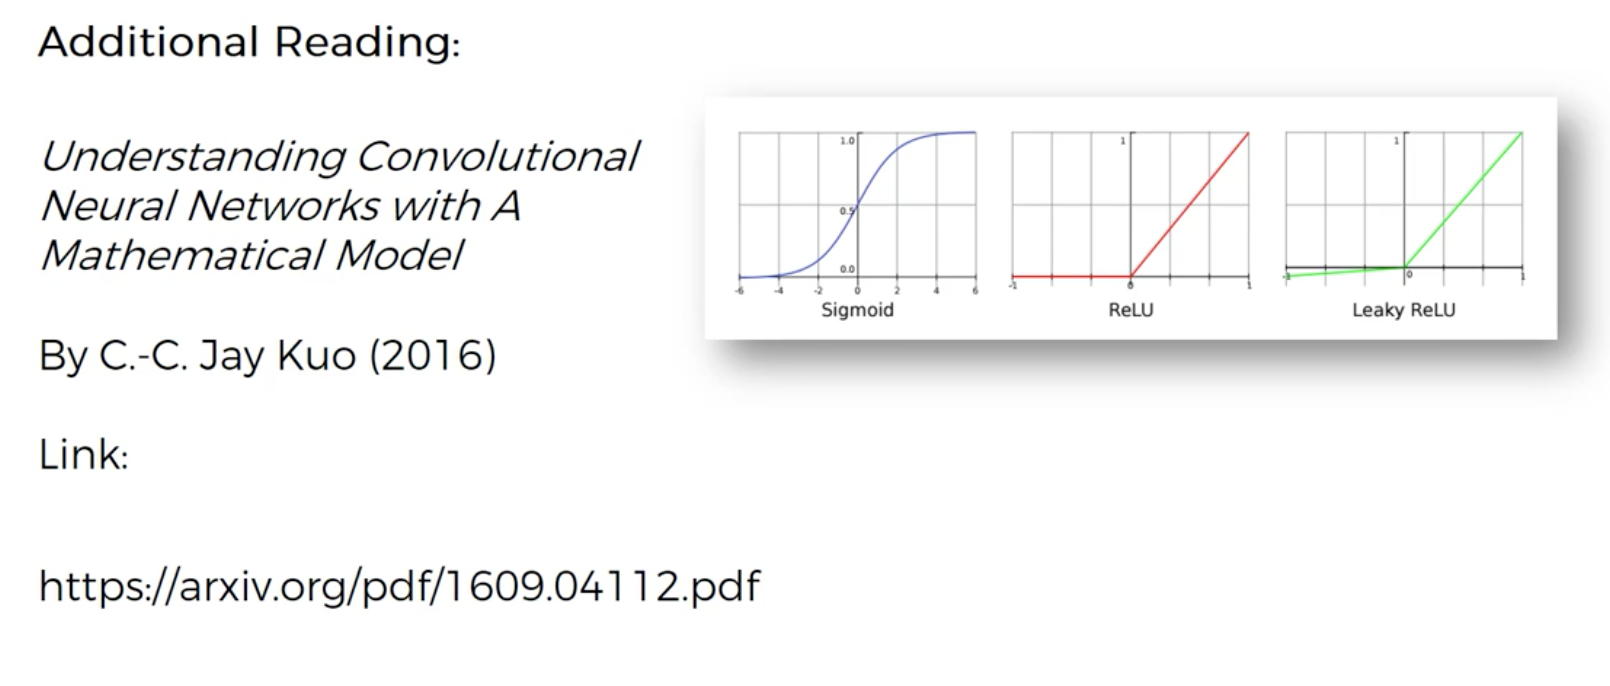 Additional Reading:
Understanding Convolutional
Neural Networks with A
Mathematical Model
By C.-C. Jay Kuo (2016)
Link:
https://arxiv.org/pdf/1609.04112.pdf
1.0
0.5
0.0
-6 -4 -2 0 2 4 6
Sigmoid
1
-1 0 1
ReLU
1
-1 0 1
Leaky ReLU